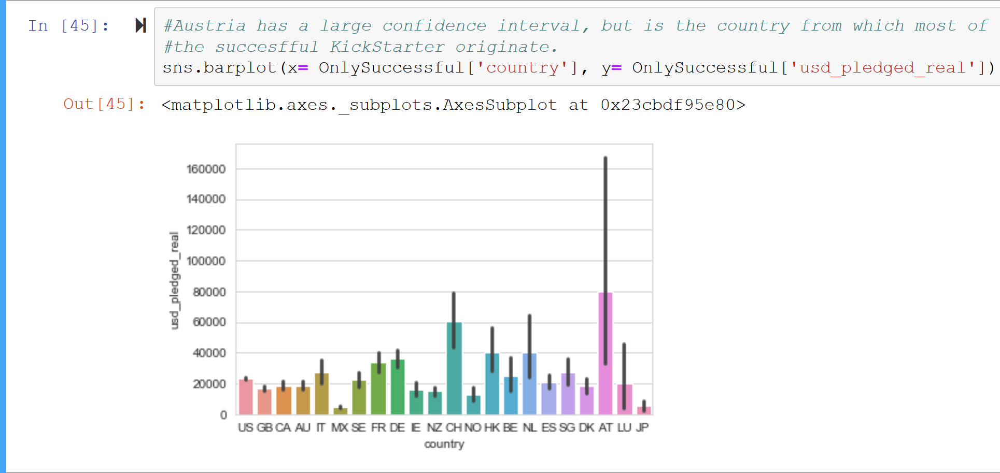 In [45]:
#Austria has a large confidence interval, but is the country from which most of
#the succesfful KickStarter originate.
sns.barplot(x= OnlySuccessful['country'], y= OnlySuccessful['usd_pledged_real'])
Out[45]: <matplotlib.axes._subplots.AxesSubplot at 0x23cbdf95e80>
160000
140000
120000
100000
80000
60000
40000
20000
0
usd_pledged_real
US GB CA AU IT MX SE FR DE IE NZ CH NO HK BE NL ES SG DK AT LU JP
country